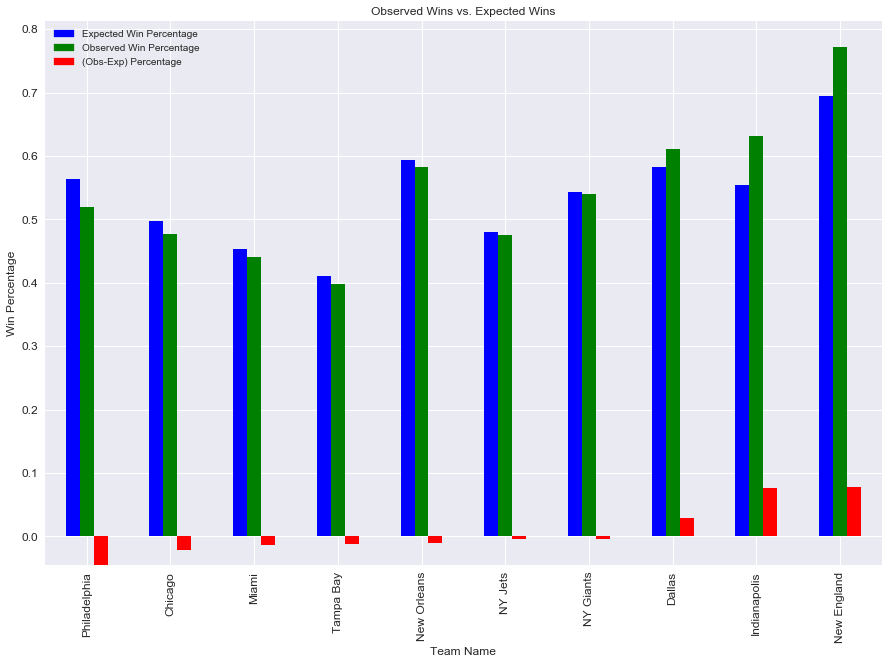 Observed Wins vs. Expected Wins
Expected Win Percentage
Observed Win Percentage
(Obs-Exp) Percentage
Win Percentage
0.8
0.7
0.6
0.5
0.4
0.3
0.2
0.1
0.0
Philadelphia
Chicago
Miami
Tampa Bay
New Orleans
NY Jets
NY Giants
Dallas
Indianapolis
New England
Team Name